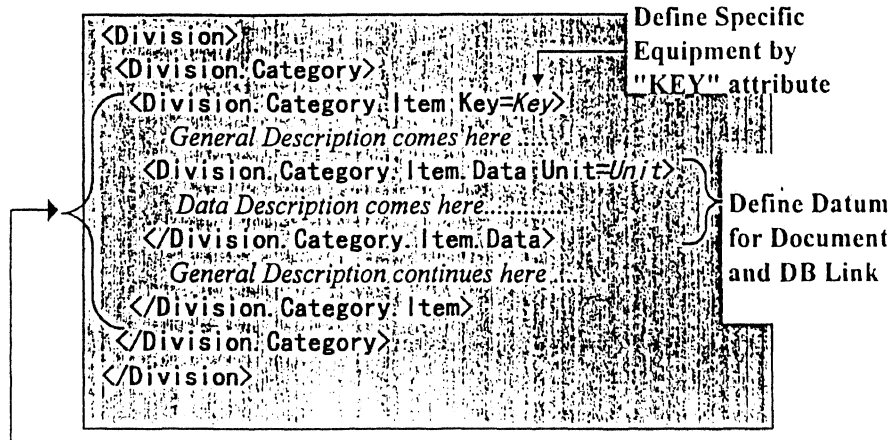 Define Specific
Equipment by
"KEY" attribute
<Division>
<Division.Category>
<Division.Category.Item Key=Key>
General Description comes here ......
<Division.Category.Item.Data Unit=Unit>
Data Description comes here..............
</Division.Category.Item.Data>
General Description continues here ......
</Division.Category.Item>
</Division.Category>
</Division>
Define Datum
for Document
and DB Link